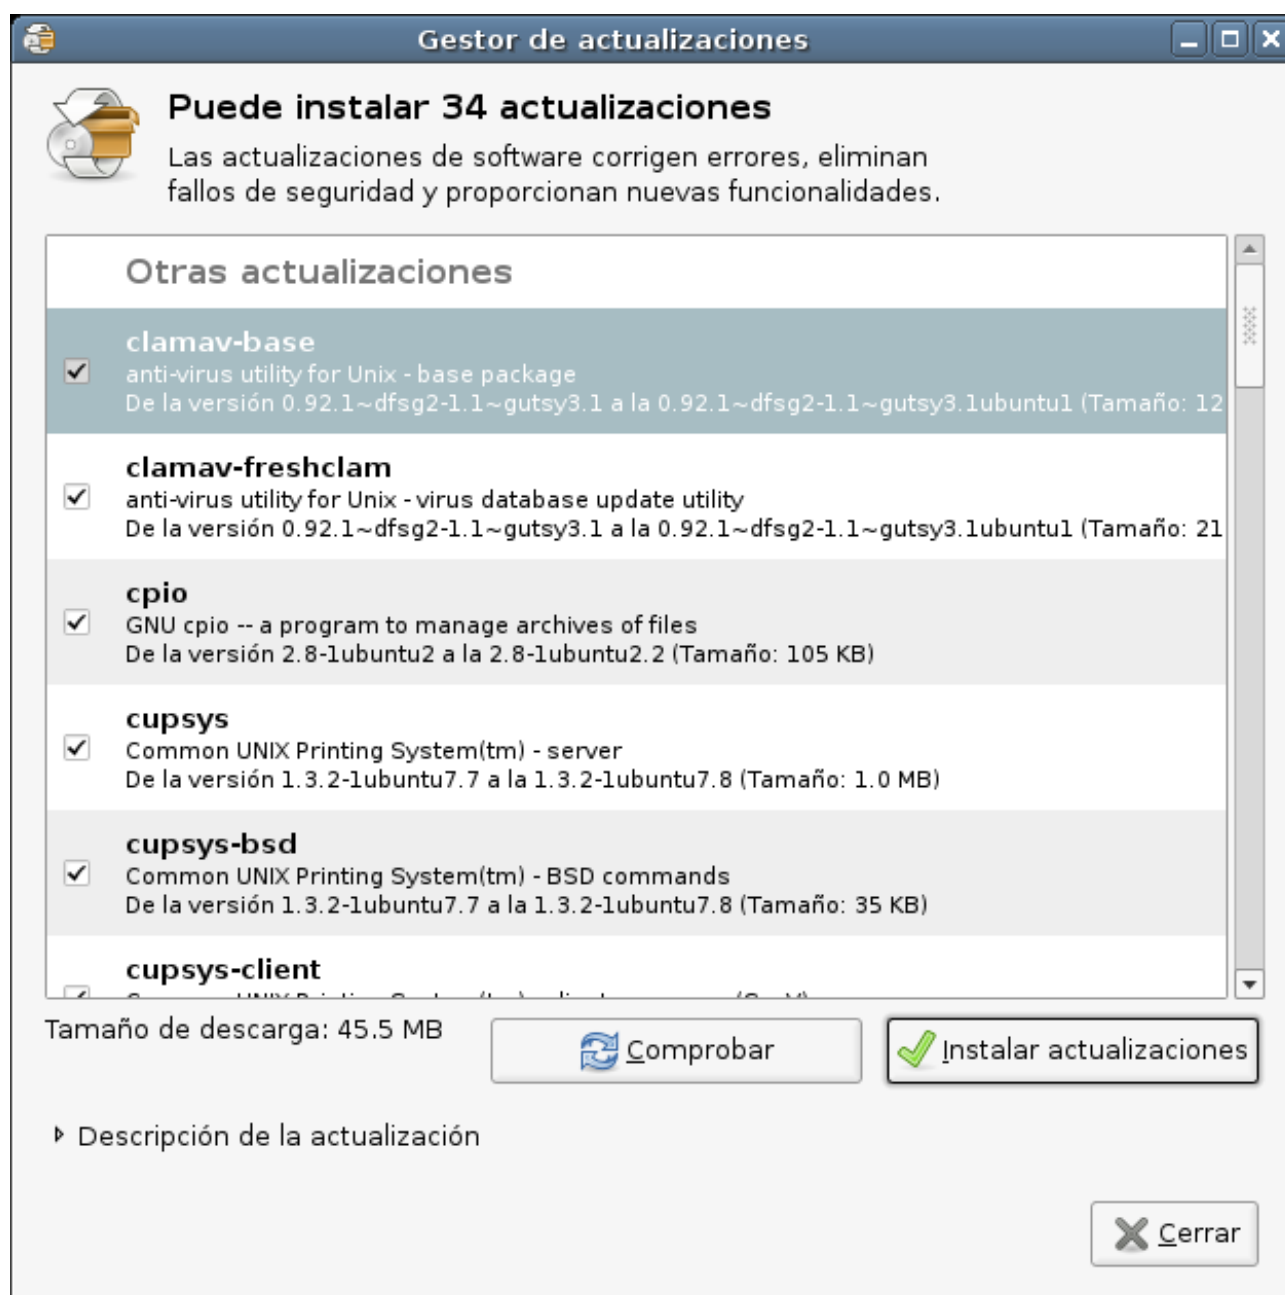 Gestor de actualizaciones
Puede instalar 34 actualizaciones
Las actualizaciones de software corrigen errores, eliminan
fallos de seguridad y proporcionan nuevas funcionalidades.
Otras actualizaciones
clamav-base
anti-virus utility for Unix - base package
De la versión 0.92.1~dfsg2-1.1~gutsy3.1 a la 0.92.1~dfsg2-1.1~gutsy3.1ubuntu1 (Tamaño: 12
clamav-freshclam
anti-virus utility for Unix - virus database update utility
De la versión 0.92.1~dfsg2-1.1~gutsy3.1 a la 0.92.1~dfsg2-1.1~gutsy3.1ubuntu1 (Tamaño: 21
cpio
GNU cpio -- a program to manage archives of files
De la versión 2.8-1ubuntu2 a la 2.8-1ubuntu2.2 (Tamaño: 105 KB)
cupsys
Common UNIX Printing System(tm) - server
De la versión 1.3.2-1ubuntu7.7 a la 1.3.2-1ubuntu7.8 (Tamaño: 1.0 MB)
cupsys-bsd
Common UNIX Printing System(tm) - BSD commands
De la versión 1.3.2-1ubuntu7.7 a la 1.3.2-1ubuntu7.8 (Tamaño: 35 KB)
cupsys-client
Tamaño de descarga: 45.5 MB
Comprobar
Instalar actualizaciones
Descripción de la actualización
Cerrar